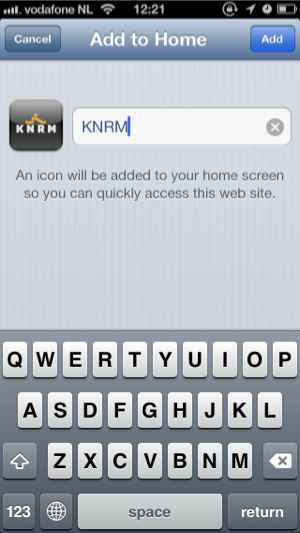 vodafone NL 12:21
Cancel Add to Home Add
KNRM KNRM
An icon will be added to your home screen
so you can quickly access this web site.
Q W E R T Y U I O P
A S D F G H J K L
Z X C V B N M
123 space return